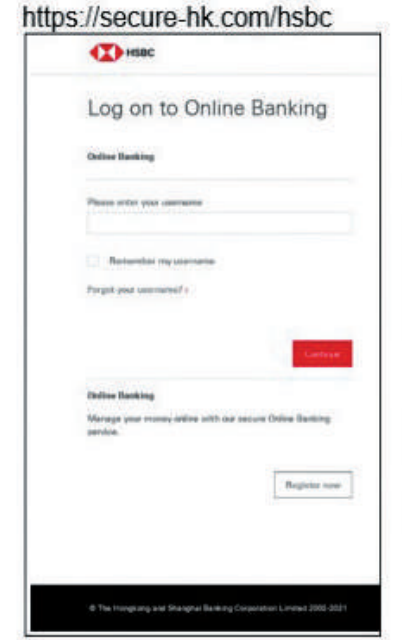 https://secure-hk.com/hsbc
HSBC
Log on to Online Banking
Online Banking
Please enter your username
Remember my username
Forgot your username? ›
Continue
Online Banking
Manage your money online with our secure Online Banking
service.
Register now
© The Hongkong and Shanghai Banking Corporation Limited 2002-2021